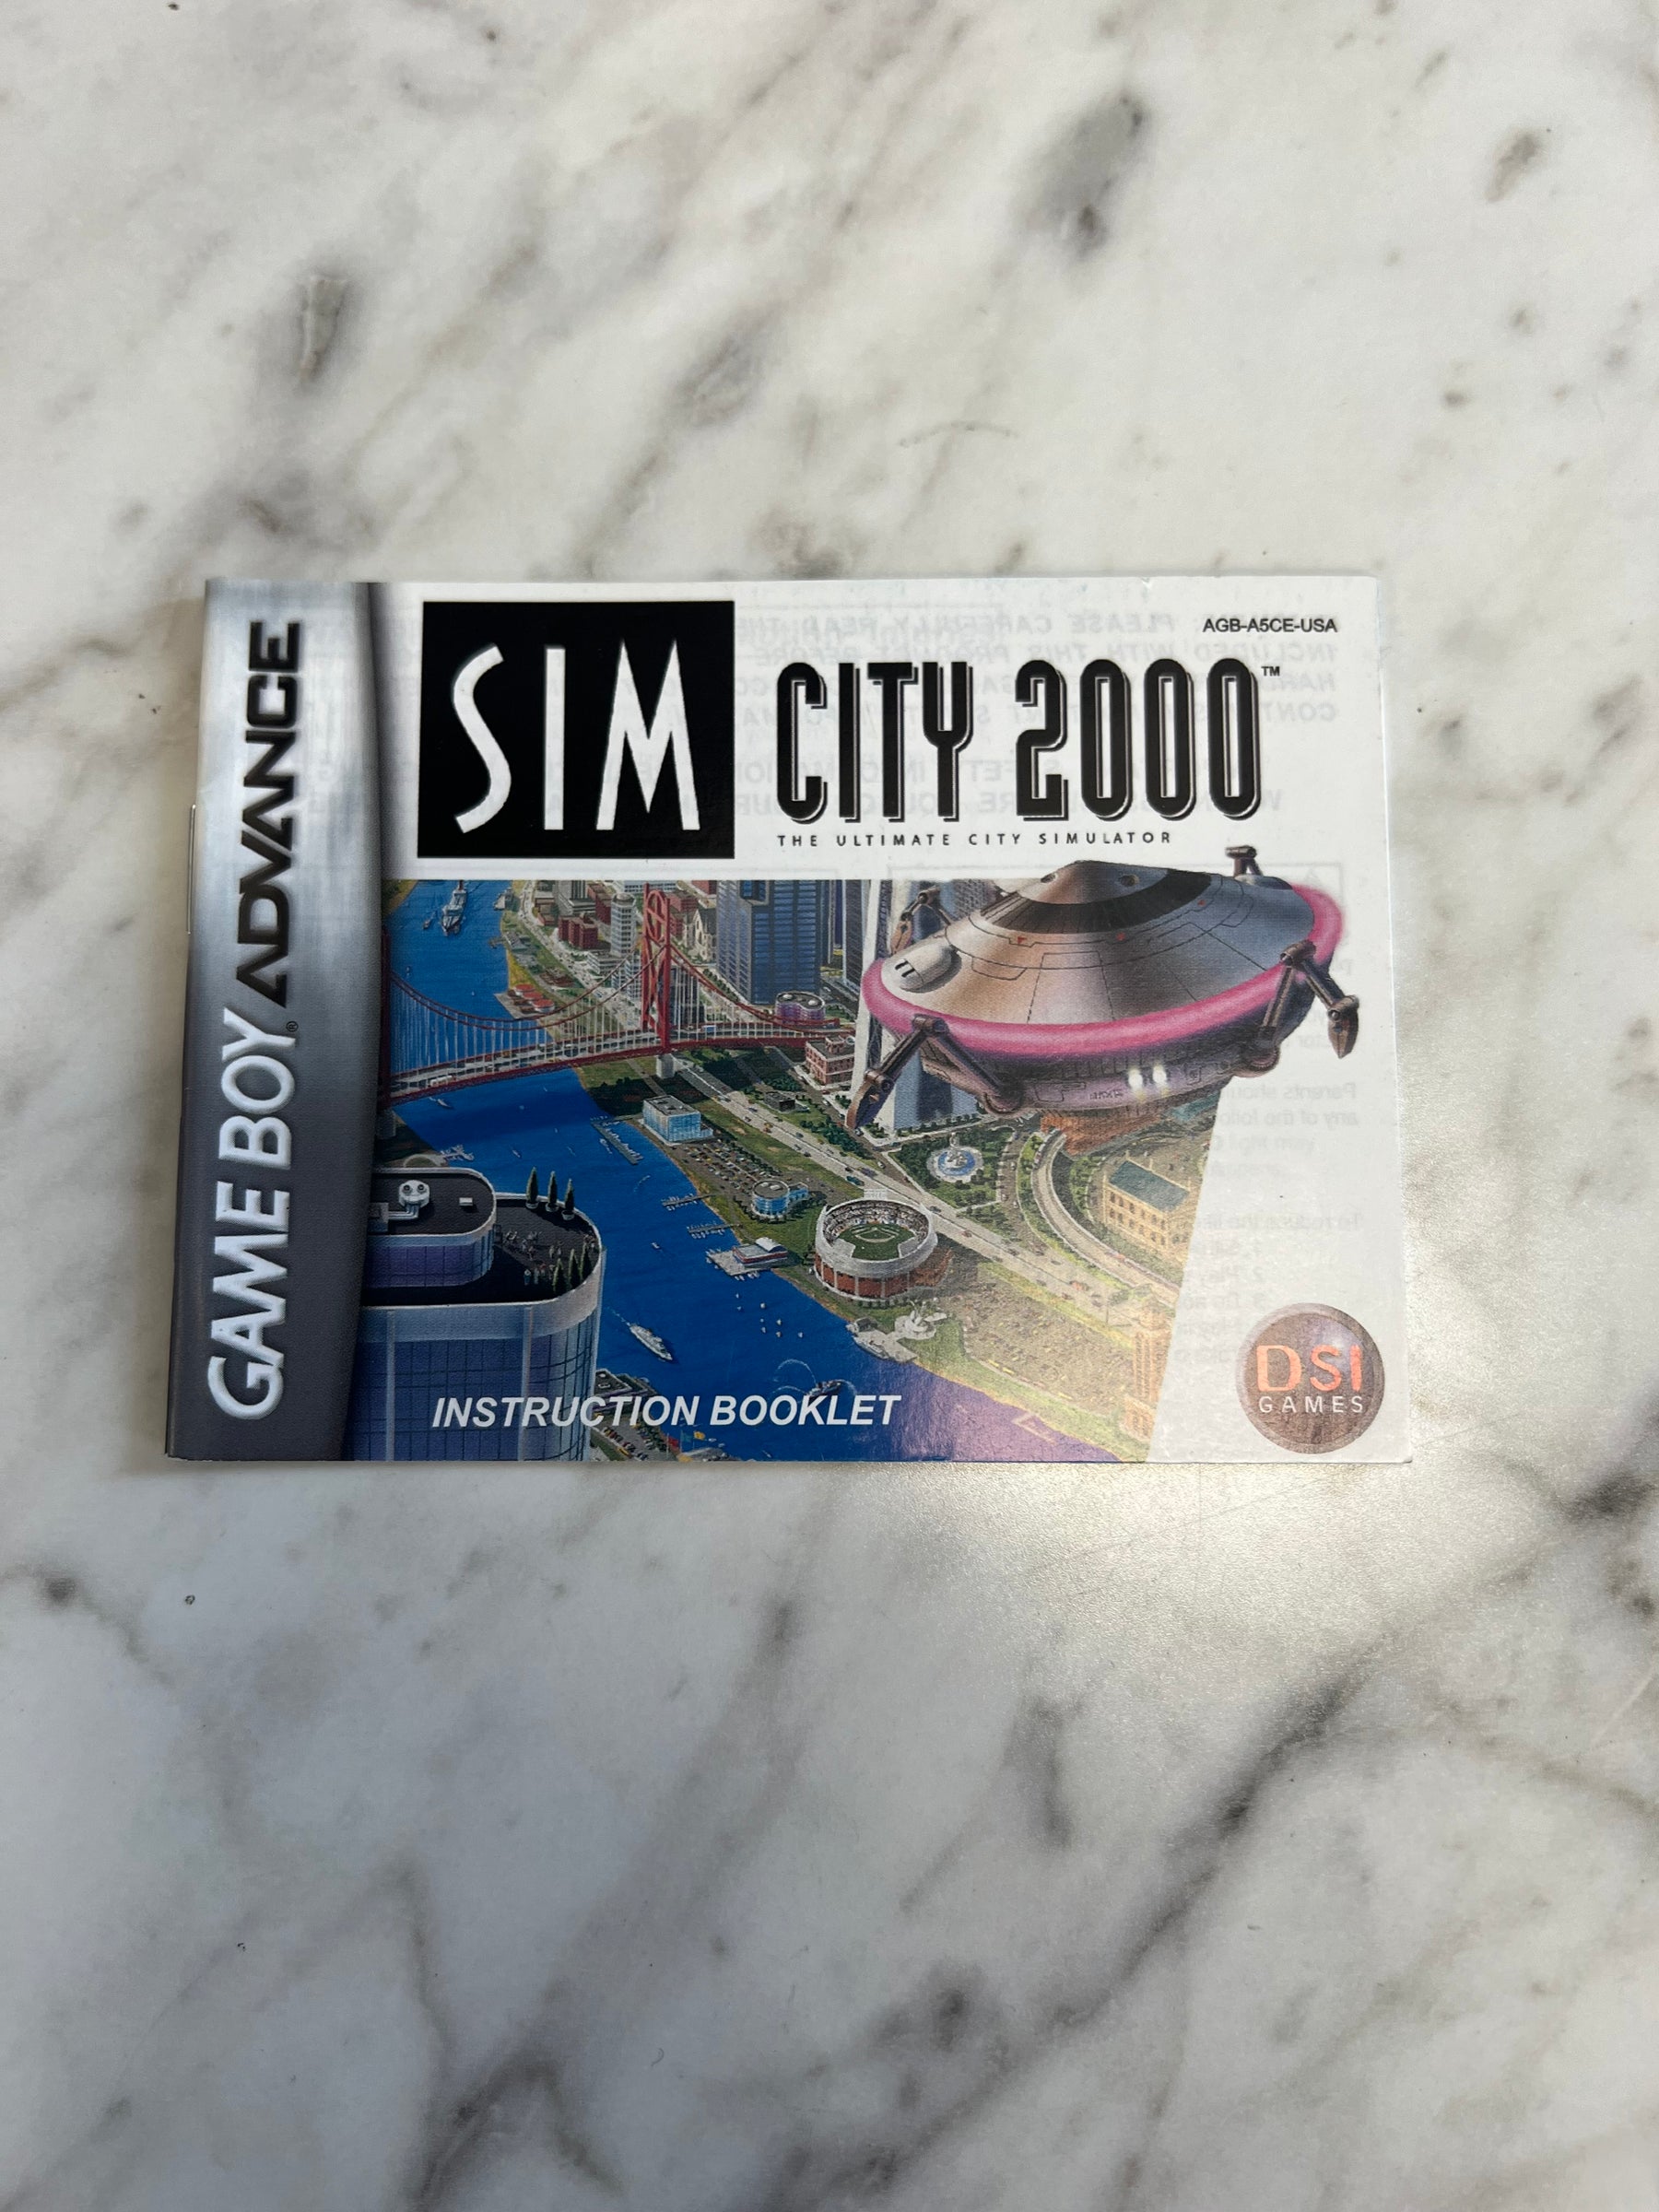 AGB-A5CE-USA
SIM CITY 2000™
THE ULTIMATE CITY SIMULATOR
GAME BOY® ADVANCE
INSTRUCTION BOOKLET
DSI
GAMES